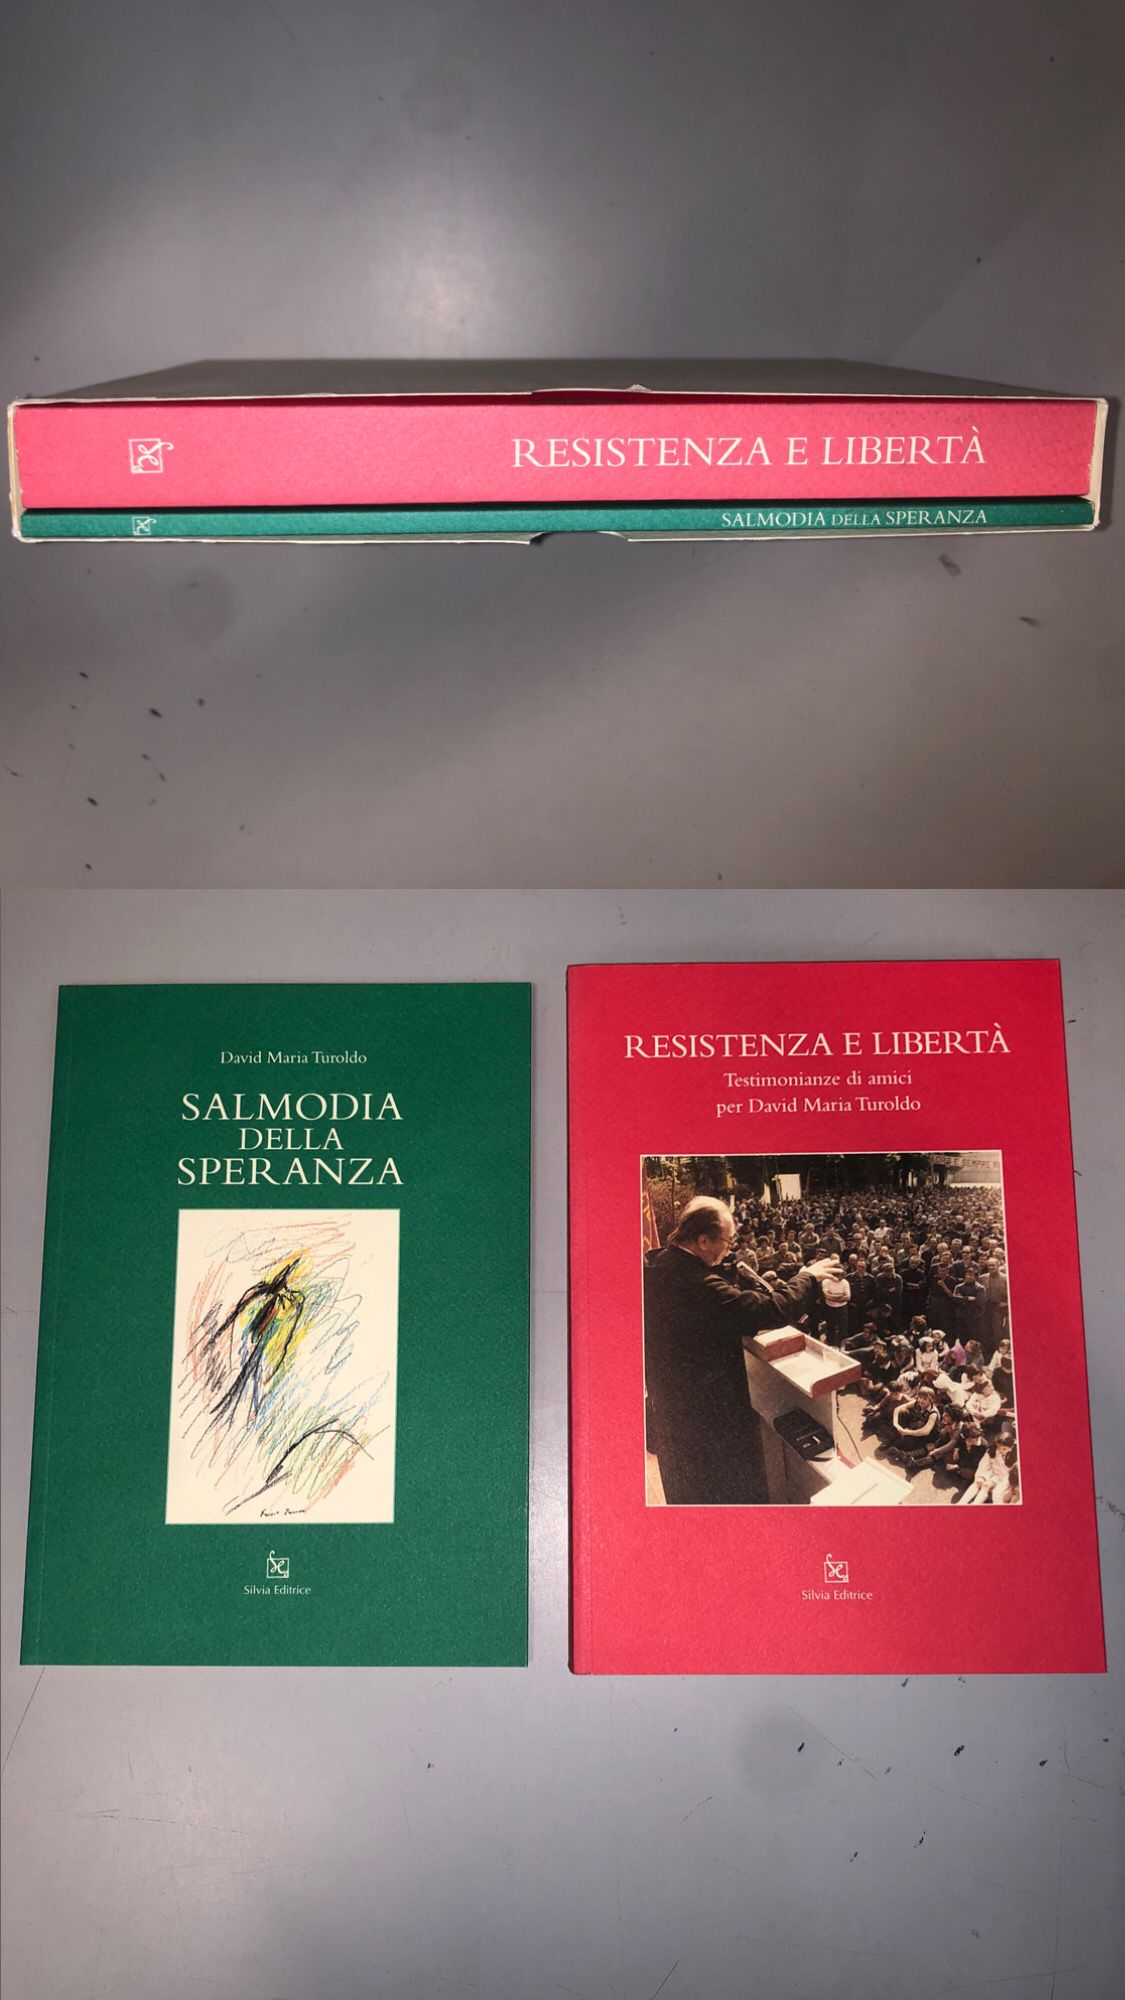 RESISTENZA E LIBERTÀ
SALMODIA DELLA SPERANZA
David Maria Turoldo
SALMODIA
DELLA
SPERANZA
Silvia Editrice
RESISTENZA E LIBERTÀ
Testimonianze di amici
per David Maria Turoldo
E SEMPRE
Silvia Editrice